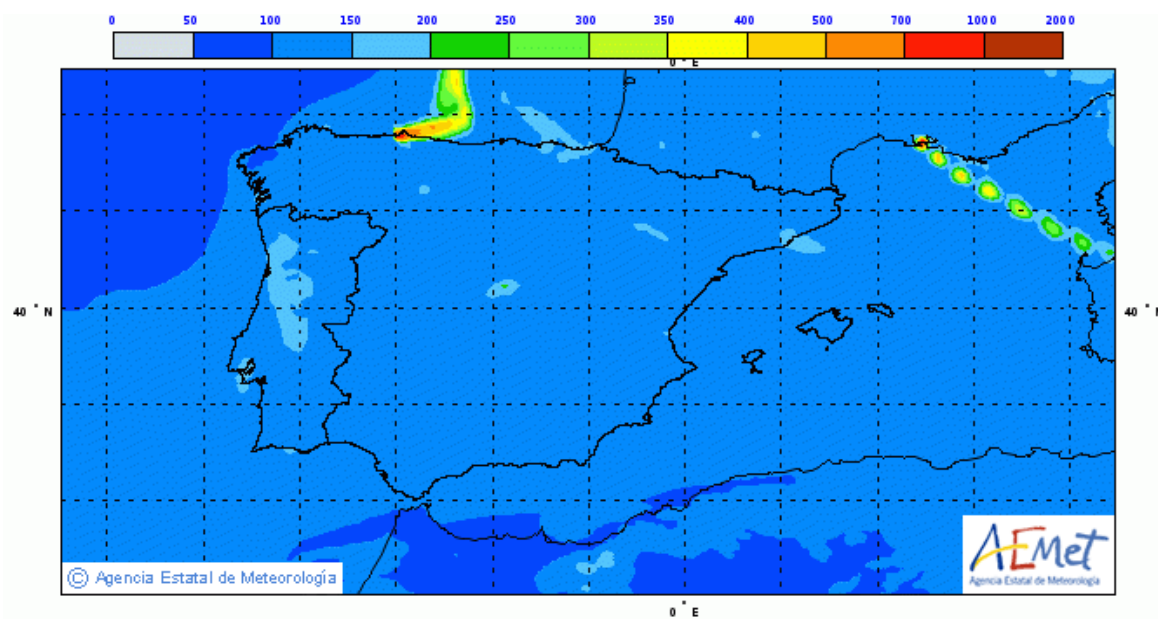 0 50 100 150 200 250 300 350 400 500 700 1000 2000
0 ° E
40 ° N
40 ° N
© Agencia Estatal de Meteorología
AEMet
Agencia Estatal de Meteorología
0 ° E